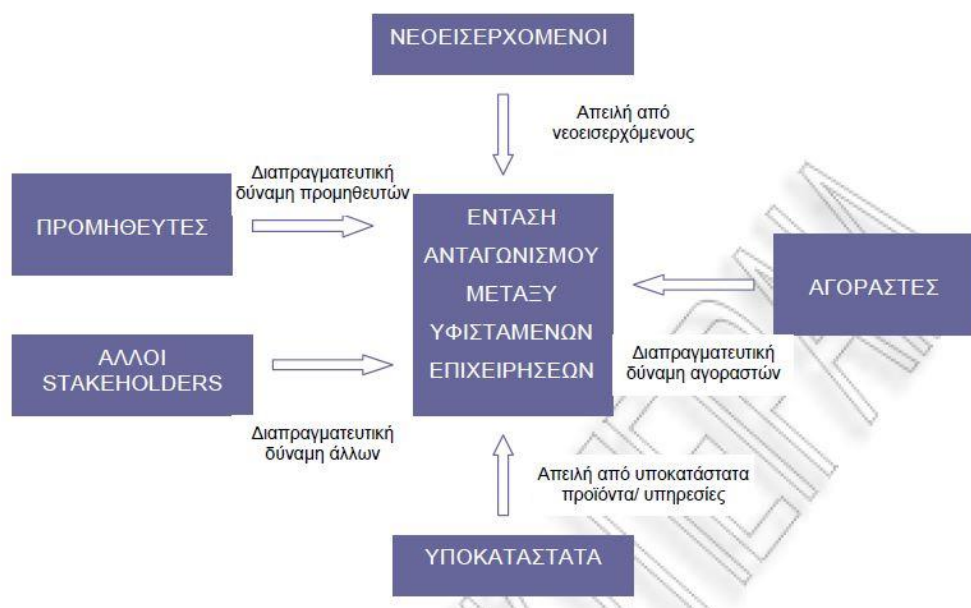 ΝΕΟΕΙΣΕΡΧΟΜΕΝΟΙ
Απειλή από
νεοεισερχόμενους
Διαπραγματευτική
δύναμη προμηθευτών
ΠΡΟΜΗΘΕΥΤΕΣ
ΕΝΤΑΣΗ
ΑΝΤΑΓΩΝΙΣΜΟΥ
ΜΕΤΑΞΥ
ΥΦΙΣΤΑΜΕΝΩΝ
ΕΠΙΧΕΙΡΗΣΕΩΝ
ΑΓΟΡΑΣΤΕΣ
Διαπραγματευτική
δύναμη αγοραστών
ΑΛΛΟΙ
STAKEHOLDERS
Διαπραγματευτική
δύναμη άλλων
Απειλή από υποκατάστατα
προϊόντα/ υπηρεσίες
ΥΠΟΚΑΤΑΣΤΑΤΑ